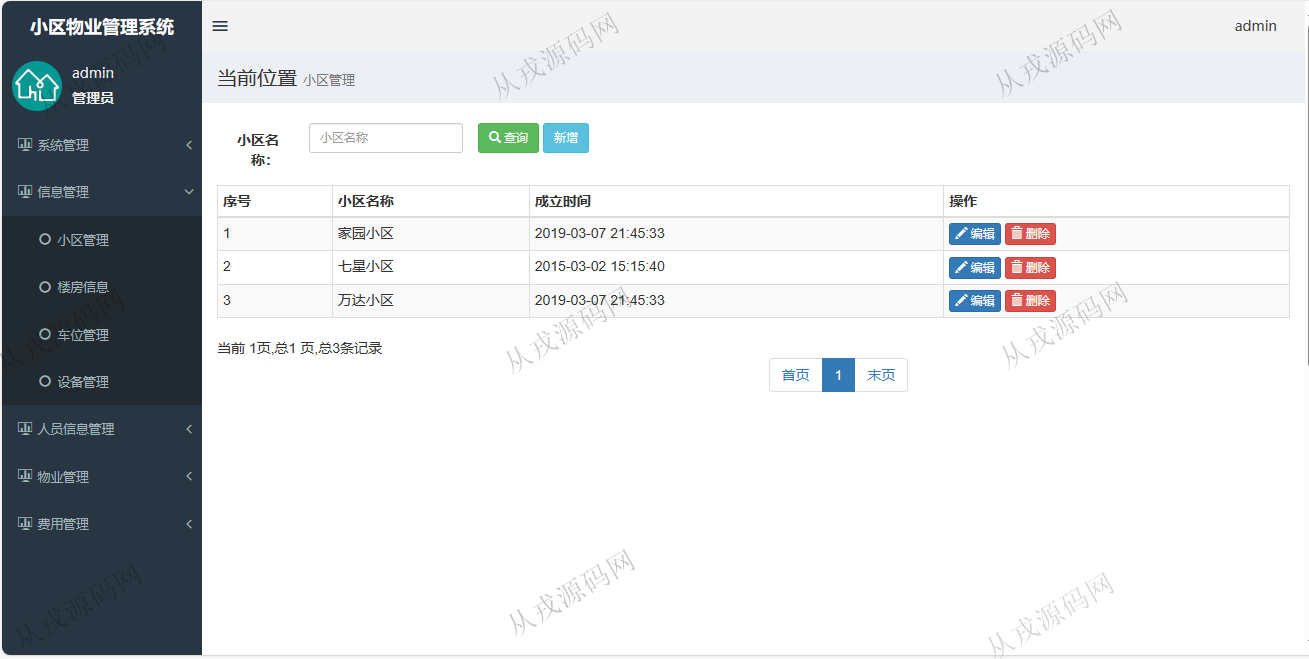 小区物业管理系统
admin
admin
管理员
当前位置 小区管理
系统管理
信息管理
小区管理
楼房信息
车位管理
设备管理
人员信息管理
物业管理
费用管理
小区名
称：
小区名称
查询
新增
序号 小区名称 成立时间 操作
1 家园小区 2019-03-07 21:45:33 编辑 删除
2 七星小区 2015-03-02 15:15:40 编辑 删除
3 万达小区 2019-03-07 21:45:33 编辑 删除
当前 1页,总1 页,总3条记录
首页 1 末页
从戎源码网
从戎源码网
从戎源码网
从戎源码网
从戎源码网
从戎源码网
从戎源码网
从戎源码网
从戎源码网